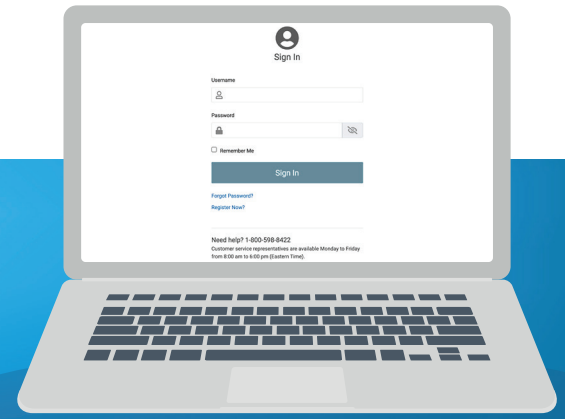 Sign In
Username
Password
Remember Me
Sign In
Forgot Password?
Register Now?
Need help? 1-800-598-8422
Customer service representatives are available Monday to Friday
from 8:00 am to 6:00 pm (Eastern Time).